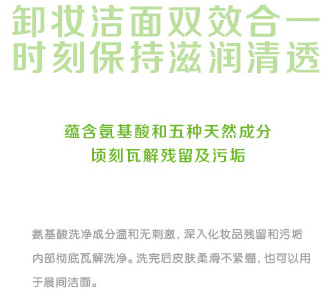 卸妆洁面双效合一
时刻保持滋润清透
蕴含氨基酸和五种天然成分
顷刻瓦解残留及污垢
氨基酸洗净成分温和无刺激，深入化妆品残留和污垢
内部彻底瓦解洗净。洗完后皮肤柔滑不紧绷，也可以用
于晨间洁面。